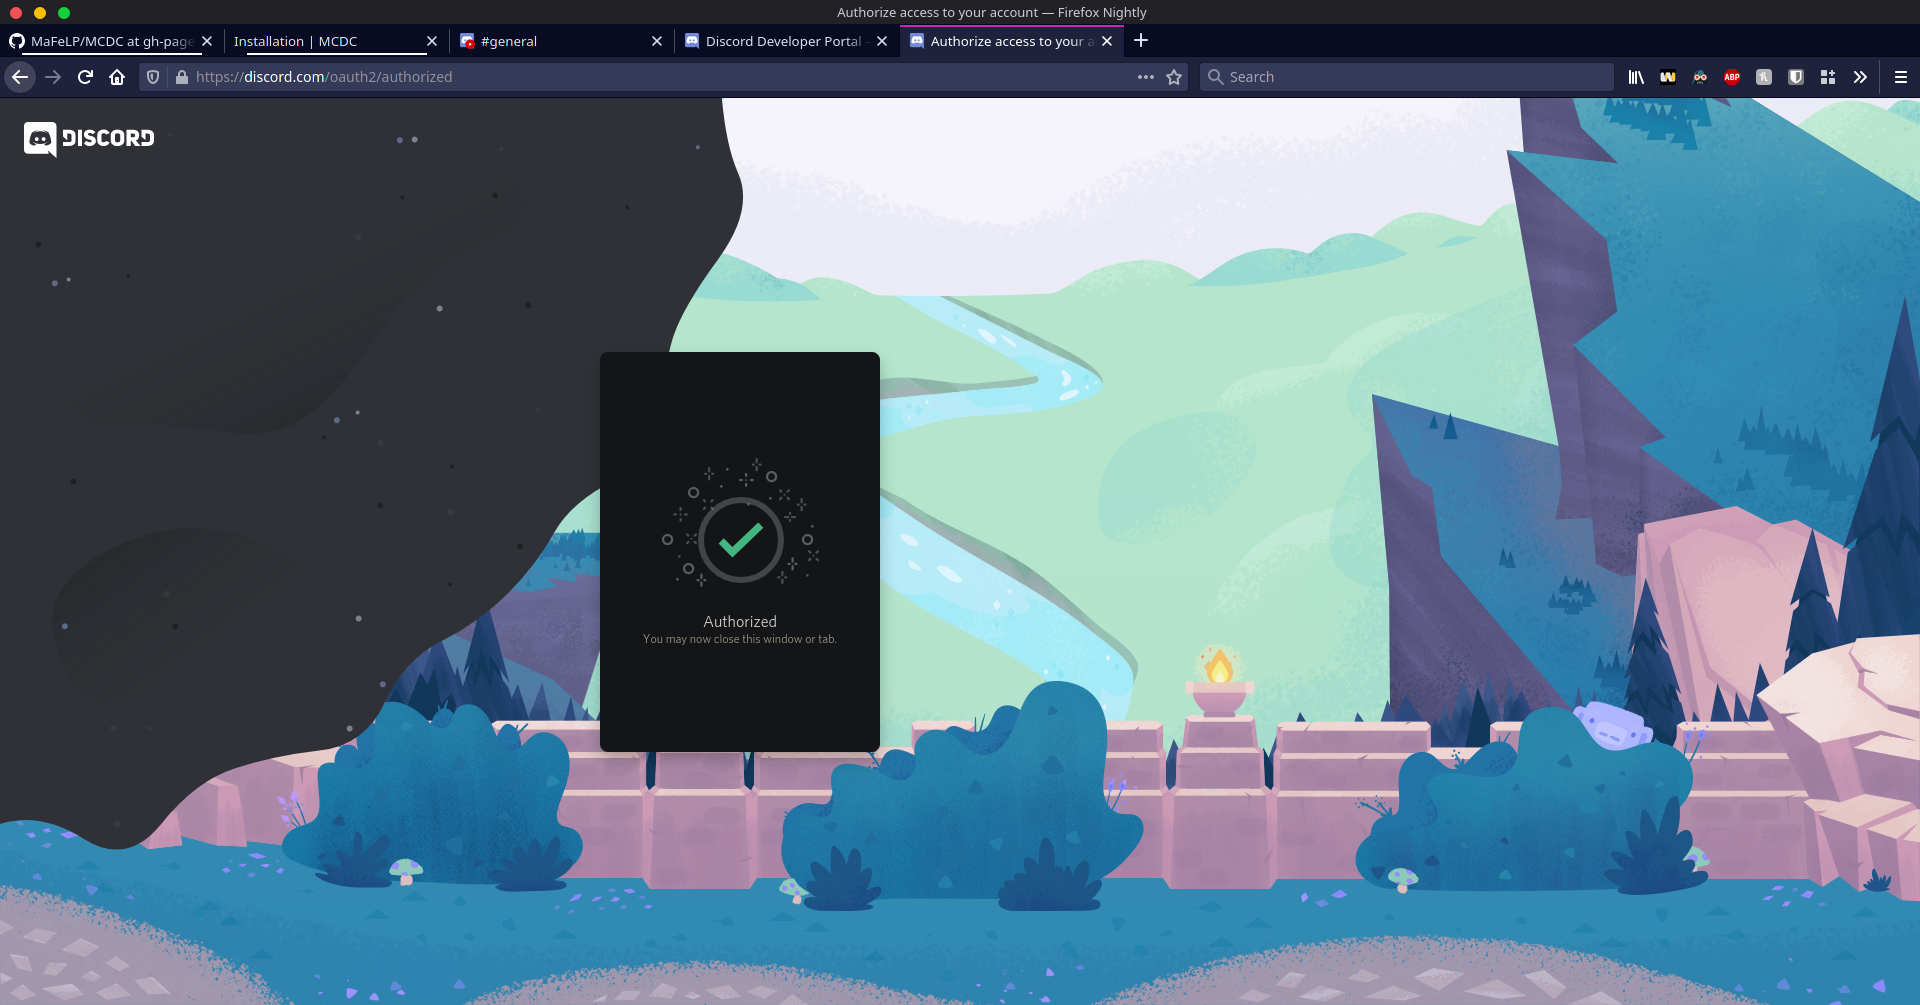 Authorize access to your account — Firefox Nightly
MaFeLP/MCDC at gh-page
Installation | MCDC
#general
Discord Developer Portal -
Authorize access to your a
https://discord.com/oauth2/authorized
Search
ABP
DISCORD
Authorized
You may now close this window or tab.